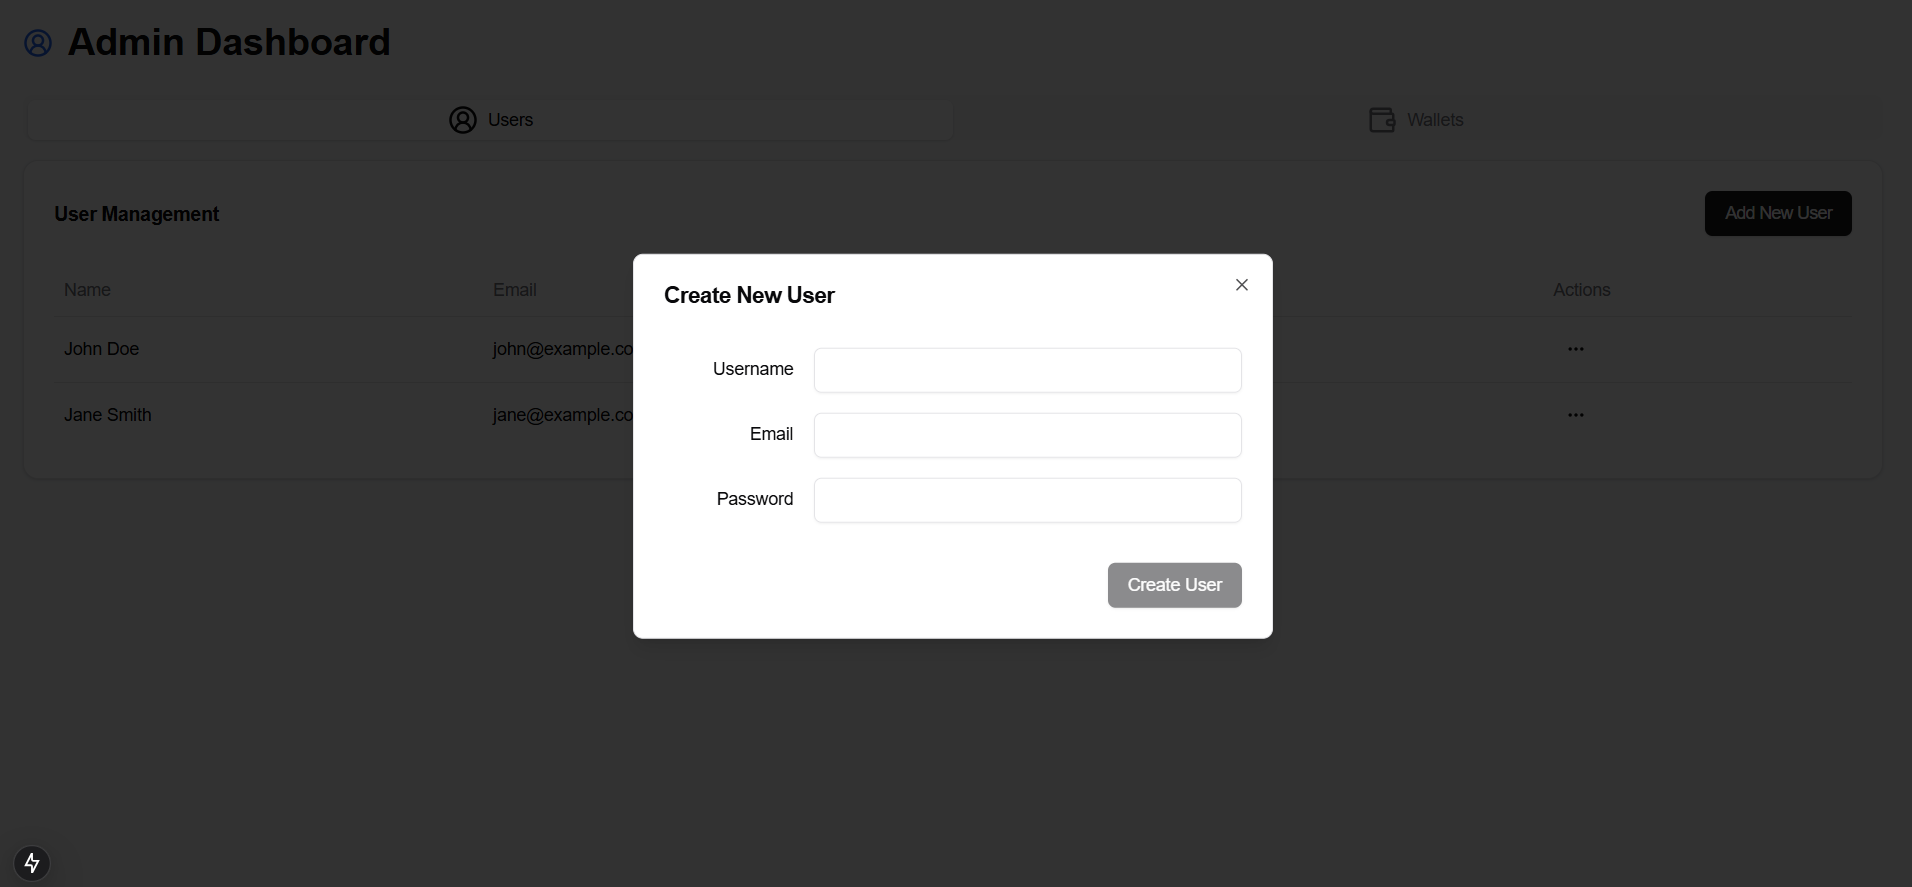 Admin Dashboard
Users
Wallets
User Management
Add New User
Name
Email
Actions
John Doe
john@example.co
Jane Smith
jane@example.co
Create New User
Username
Email
Password
Create User